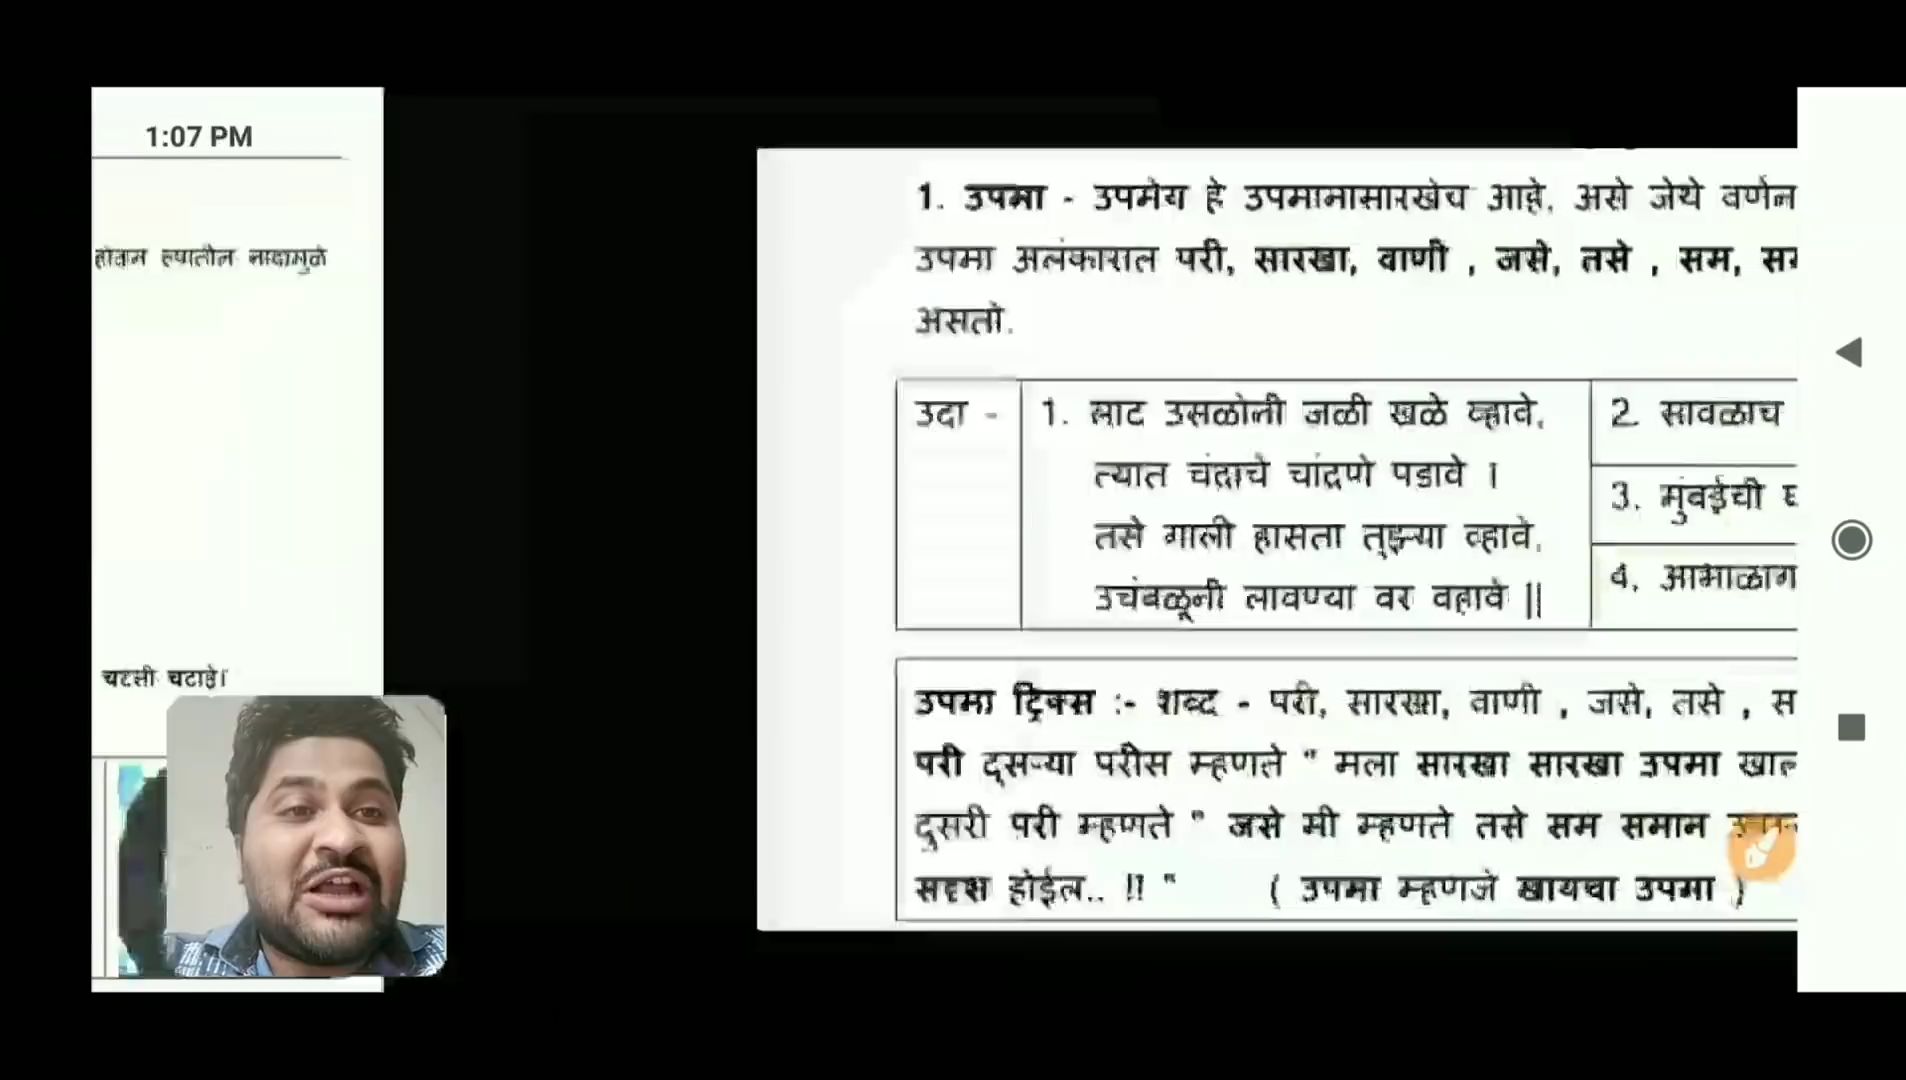 1:07 PM
नादामुळे
चटसी चटाई।
1. उपमा - उपमेय हे उपमानासारखेच आहे, असे जेथे वर्णन
उपमा अलंकारात परी, सारखा, वाणी , जसे, तसे , सम,
असतो.
उदा -
1. लाट उसळोनी जळी खळे व्हावे,
त्यात चंद्राचे चांदणे पडावे ।
तसे गाली हासता तुझ्या व्हावे,
उचंबळूनी लावण्या वर वहावे ||
2. सावळाच
3. मुंबईची
4. आभाळाग
उपमा ट्रिक्स :- शब्द - परी, सारखा, वाणी , जसे, तसे , स
परी दुसऱ्या परीस म्हणते " मला सारखा सारखा उपमा
दुसरी परी म्हणते " जसे मी म्हणते तसे सम समान
सदृश होईल.. !! " ( उपमा म्हणजे खायचा उपमा )